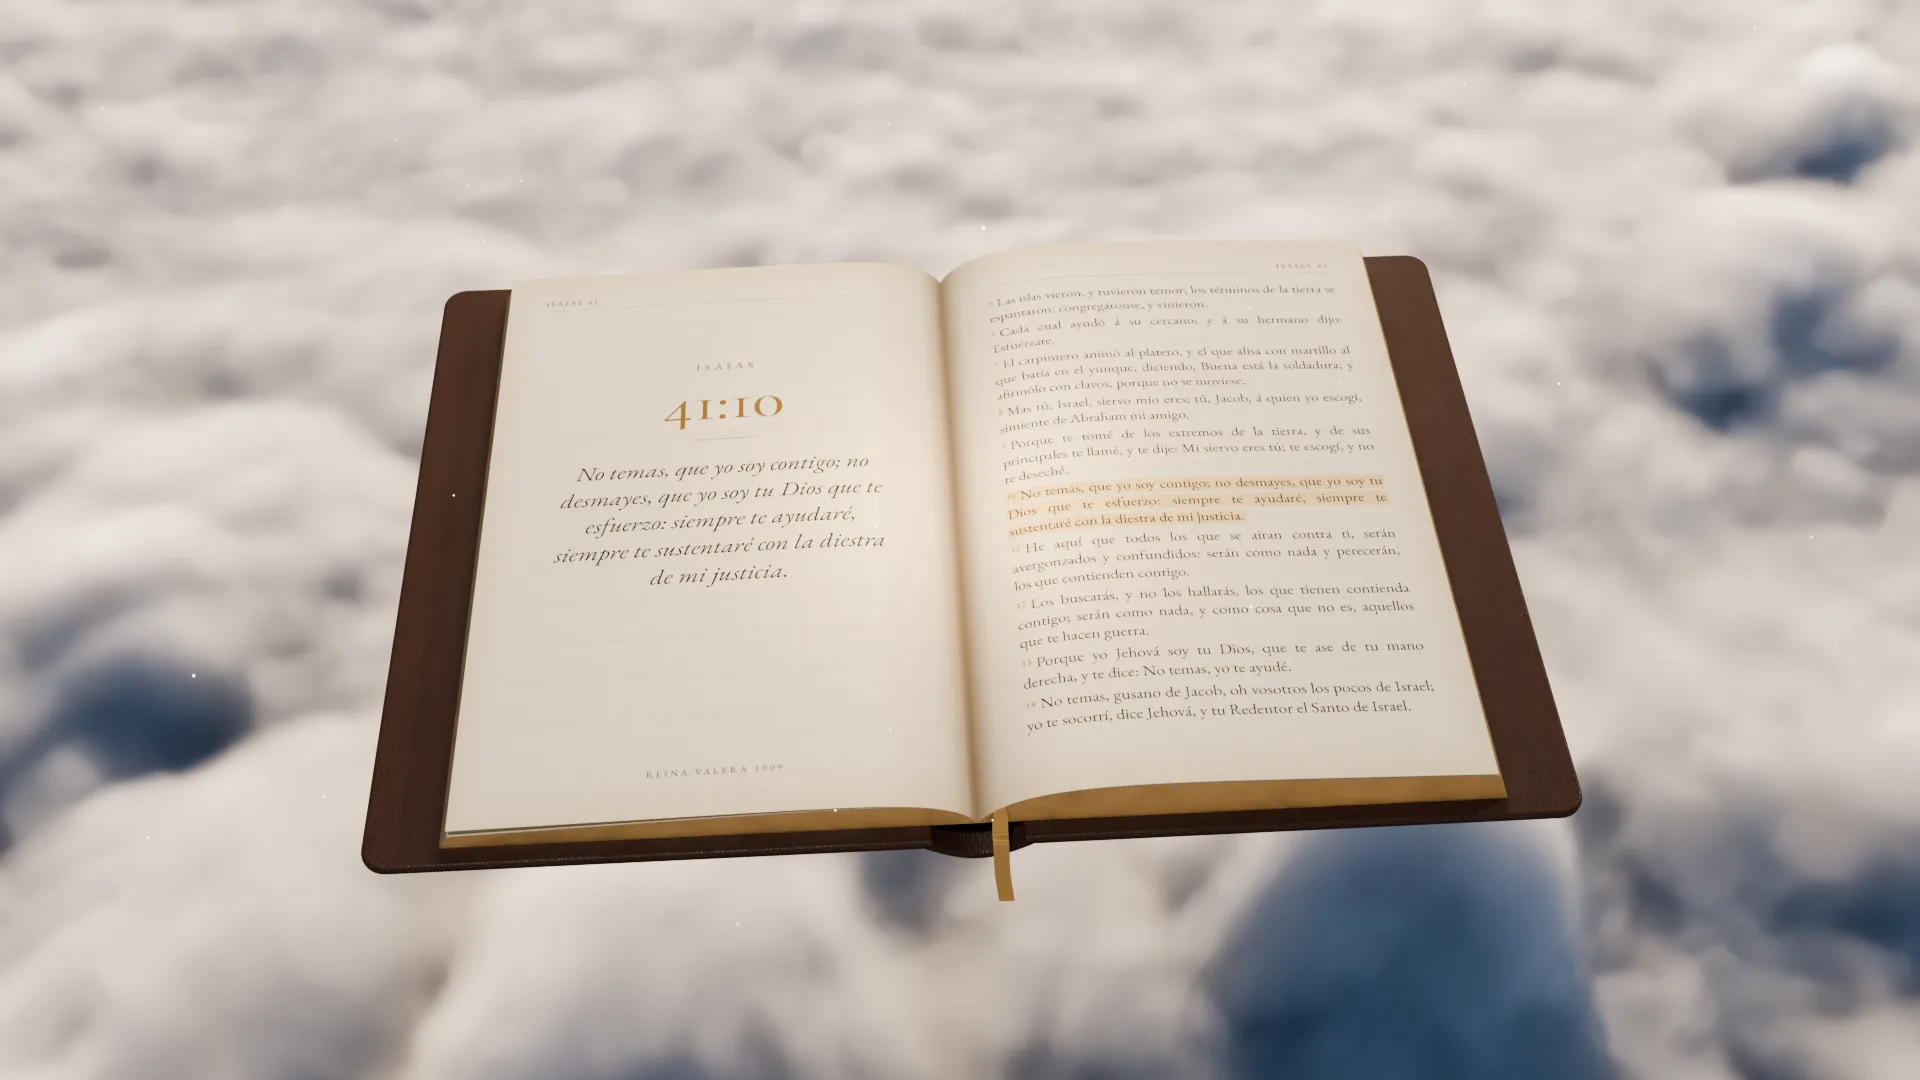 ISAÍAS 41
ISAÍAS
41:10
No temas, que yo soy contigo; no
desmayes, que yo soy tu Dios que te
esfuerzo: siempre te ayudaré,
siempre te sustentaré con la diestra
de mi justicia.
REINA-VALERA 1909
ISAÍAS 41
Las islas vieron, y tuvieron temor; los términos de la tierra se
espantaron: congregáronse, y vinieron.
Cada cual ayudó á su cercano; y á su hermano dijo:
Esfuérzate.
El carpintero animó al platero, y el que alisa con martillo al
que batía en el yunque, diciendo, Buena está la soldadura; y
afirmólo con clavos, porque no se moviese.
8 Mas tú, Israel, siervo mío eres; tú, Jacob, á quien yo escogí,
simiente de Abraham mi amigo.
9 Porque te tomé de los extremos de la tierra, y de sus
principales te llamé, y te dije: Mi siervo eres tú; te escogí, y no
te deseché.
10 No temas, que yo soy contigo; no desmayes, que yo soy tu
Dios que te esfuerzo: siempre te ayudaré, siempre te
sustentaré con la diestra de mi justicia.
11 He aquí que todos los que se airan contra ti, serán
avergonzados y confundidos: serán como nada y perecerán,
los que contienden contigo.
12 Los buscarás, y no los hallarás, los que tienen contienda
contigo; serán como nada, y como cosa que no es, aquellos
que te hacen guerra.
13 Porque yo Jehová soy tu Dios, que te ase de tu mano
derecha, y te dice: No temas, yo te ayudé.
14 No temas, gusano de Jacob, oh vosotros los pocos de Israel;
yo te socorrí, dice Jehová, y tu Redentor el Santo de Israel.